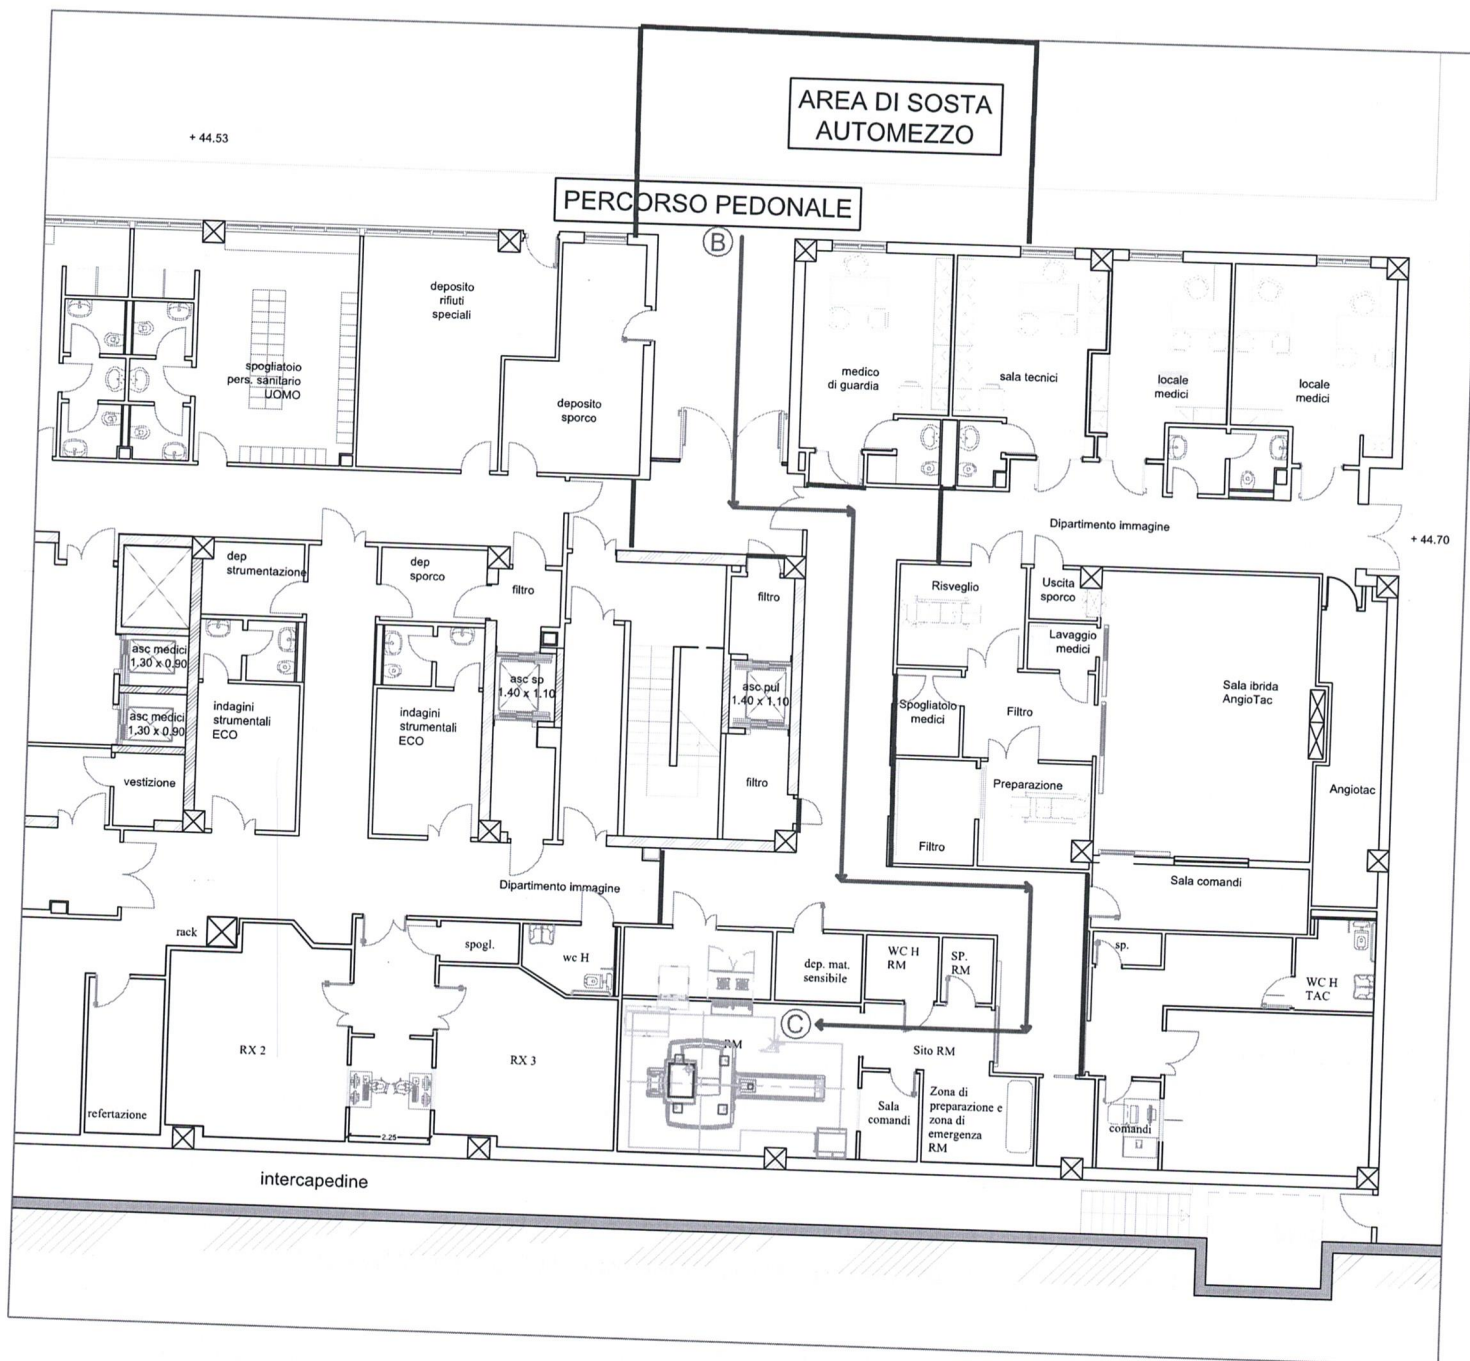 AREA DI SOSTA
AUTOMEZZO
+ 44.53
PERCORSO PEDONALE
B
deposito
rifiuti
speciali
spogliatoio
pers. sanitario
UOMO
deposito
sporco
medico
di guardia
sala tecnici
locale
medici
locale
medici
Dipartimento immagine
+ 44.70
dep
strumentazione
dep
sporco
filtro
filtro
Risveglio
Uscita
sporco
Lavaggio
medici
asc medici
1,30 x 0,90
asc sp
1.40 x 1.10
asc pul
1.40 x 1.10
Sala ibrida
AngioTac
asc medici
1,30 x 0,90
indagini
strumentali
ECO
indagini
strumentali
ECO
Spogliatoio
medici
Filtro
vestizione
filtro
Preparazione
Angiotac
Filtro
Dipartimento immagine
Sala comandi
rack
spogl.
wc H
dep. mat.
sensibile
WC H
RM
SP.
RM
sp.
WC H
TAC
C
RX 2
RX 3
RM
Sito RM
refertazione
2.25
Sala
comandi
Zona di
preparazione e
zona di
emergenza
RM
comandi
intercapedine